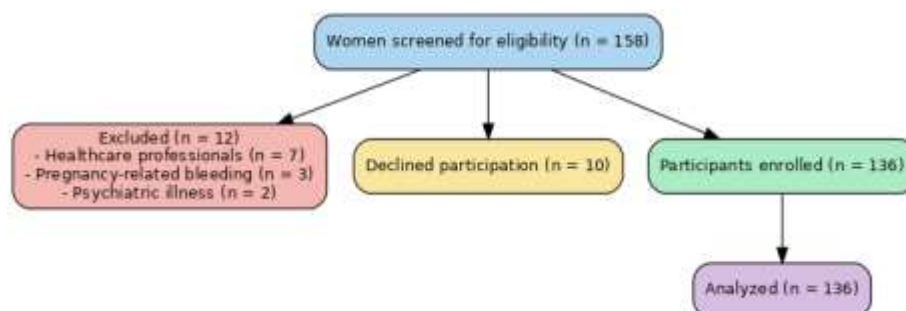 Women screened for eligibility (n = 158)
Excluded (n = 12)
- Healthcare professionals (n = 7)
- Pregnancy-related bleeding (n = 3)
- Psychiatric illness (n = 2)
Declined participation (n = 10)
Participants enrolled (n = 136)
Analyzed (n = 136)